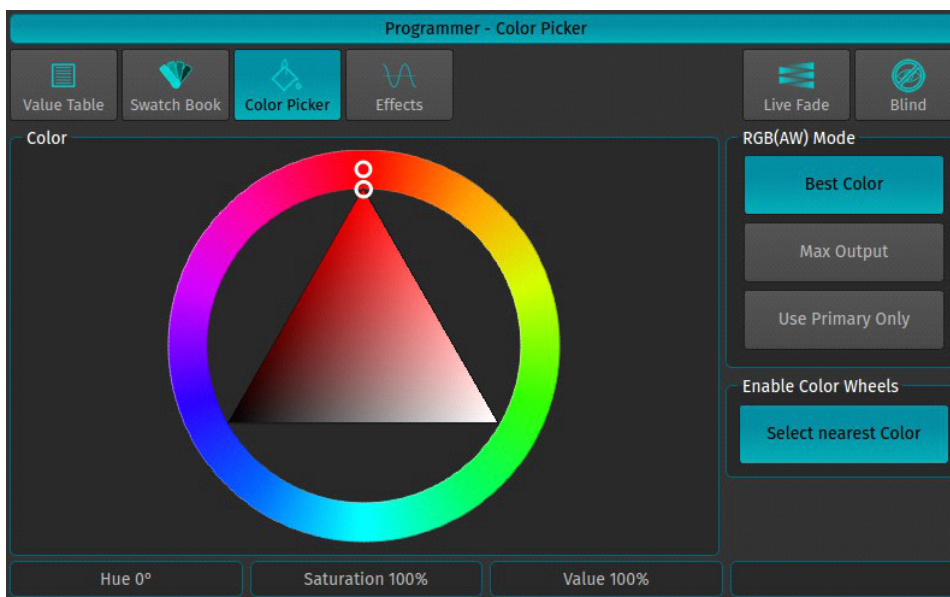 Programmer - Color Picker
Value Table
Swatch Book
Color Picker
Effects
Live Fade
Blind
Color
RGB(AW) Mode
Best Color
Max Output
Use Primary Only
Enable Color Wheels
Select nearest Color
Hue 0°
Saturation 100%
Value 100%